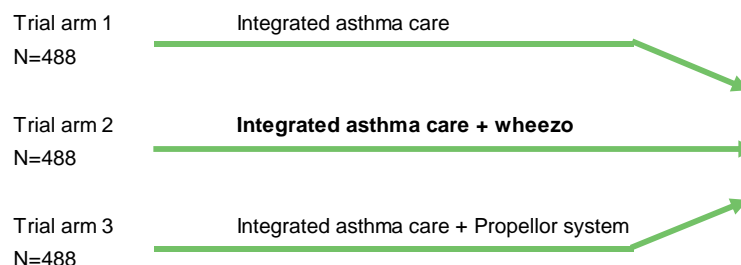 Trial arm 1 Integrated asthma care
N=488
Trial arm 2 Integrated asthma care + wheezo
N=488
Trial arm 3 Integrated asthma care + Propellor system
N=488